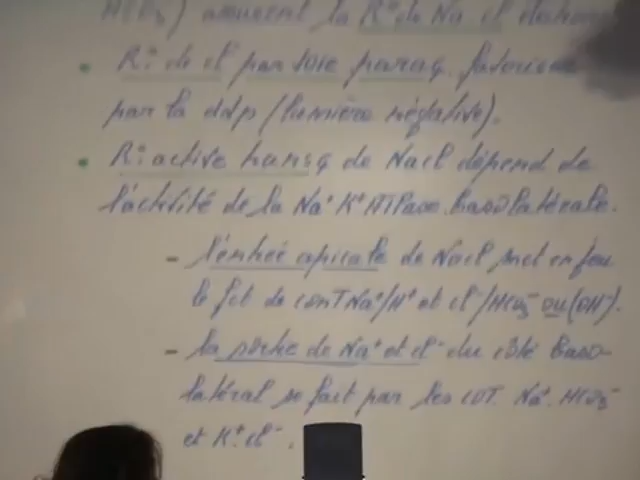 HCO₃⁻) assurent la R° de Na et
• R° de cl⁻ par voie paraç favorisée
par la ddp (lumière négative).
• R° active transç de Nacl dépend de
l'activité de la Na⁺ K⁺ ATPase basolatérale.
- l'entrée apicale de Nacl met en jeu
le fct de conT Na⁺/H⁺ et cl⁻/HCO₃⁻ ou (OH⁻).
- la sortie de Na⁺ et cl⁻ du côté baso-
latéral se fait par les COT Na⁺. HCO₃⁻
et K⁺. cl⁻.